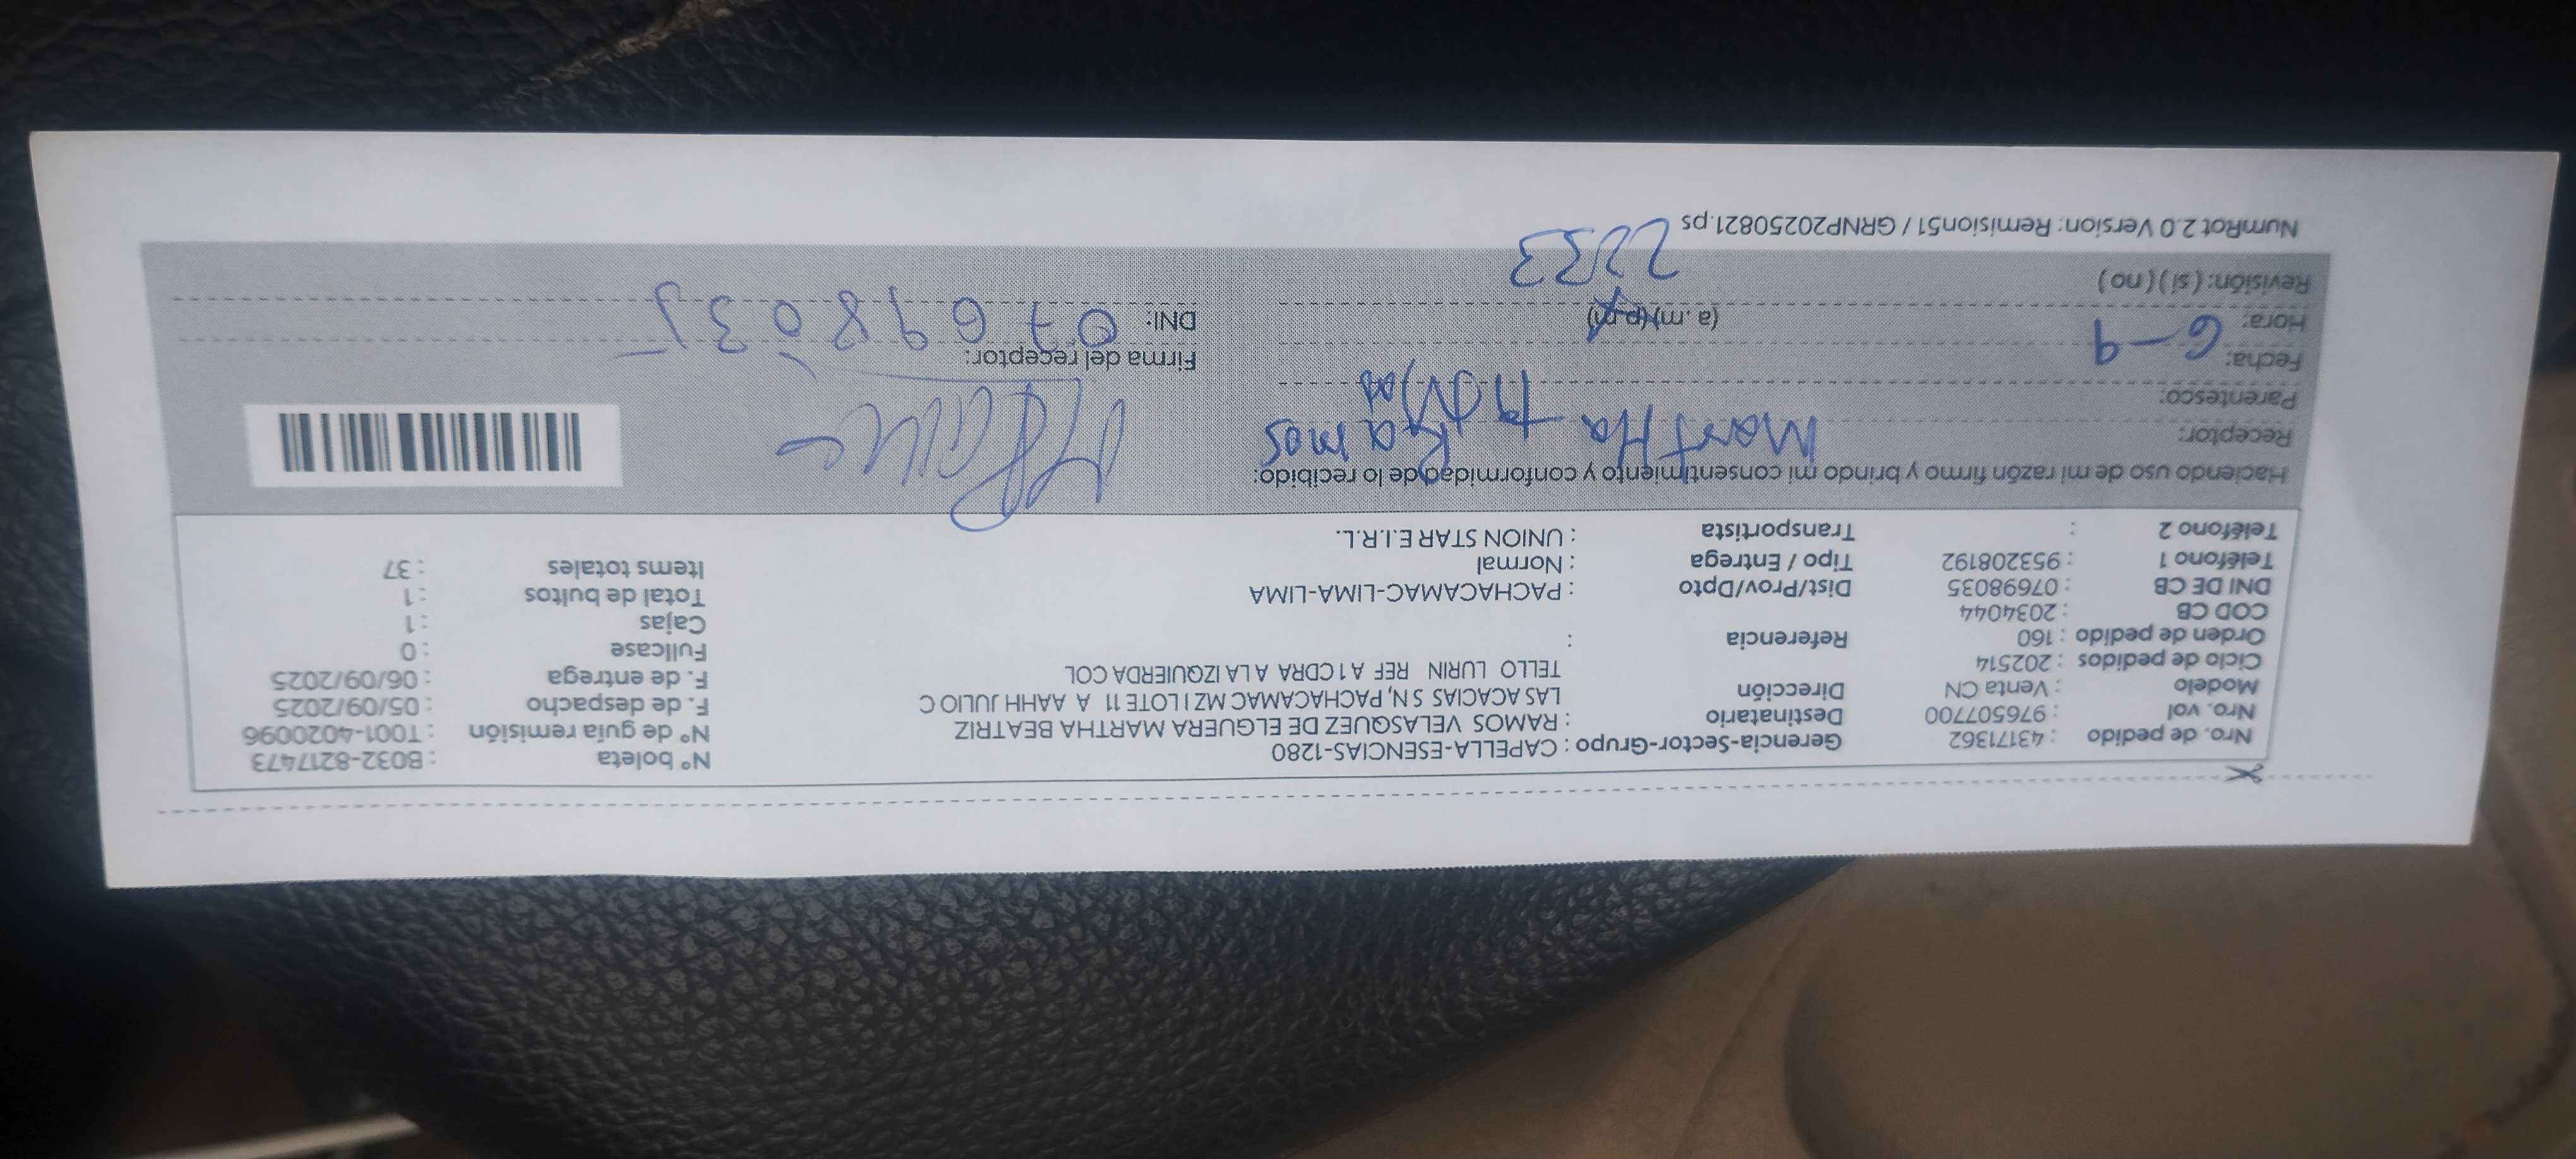 Nro. de pedido : 43171362 Gerencia-Sector-Grupo : CAPELLA-ESENCIAS-1280 N° boleta : B032-8217473
Nro. vol : 976507700 Destinatario : RAMOS VELASQUEZ DE ELGUERA MARTHA BEATRIZ N° de guia remisión : T001-4020096
Modelo : Venta CN Dirección LAS ACACIAS S N, PACHACAMAC MZ I LOTE 11 A AAHH JULIO C F. de despacho : 05/09/2025
Ciclo de pedidos : 202514 TELLO LURIN REF A 1 CDRA A LA IZQUIERDA COL F. de entrega : 06/09/2025
Orden de pedido : 160 Referencia : Fullcase : 0
COD CB : 2034044 Cajas : 1
DNI DE CB : 07698035 Dist/Prov/Dpto : PACHACAMAC-LIMA-LIMA Total de bultos : 1
Teléfono 1 : 953208192 Tipo / Entrega : Normal Items totales : 37
Teléfono 2 : Transportista : UNION STAR E.I.R.L.
Haciendo uso de mi razón firmo y brindo mi consentimiento y conformidad de lo recibido:
Receptor: Martha Ramos
Parentesco:
Fecha: 6-9 Firma del receptor:
Hora: (a .m) (p.m) DNI: 07698035
Revisión: ( si ) ( no )
NumRot 2.0 Version: Remision51 / GRNP20250821.ps